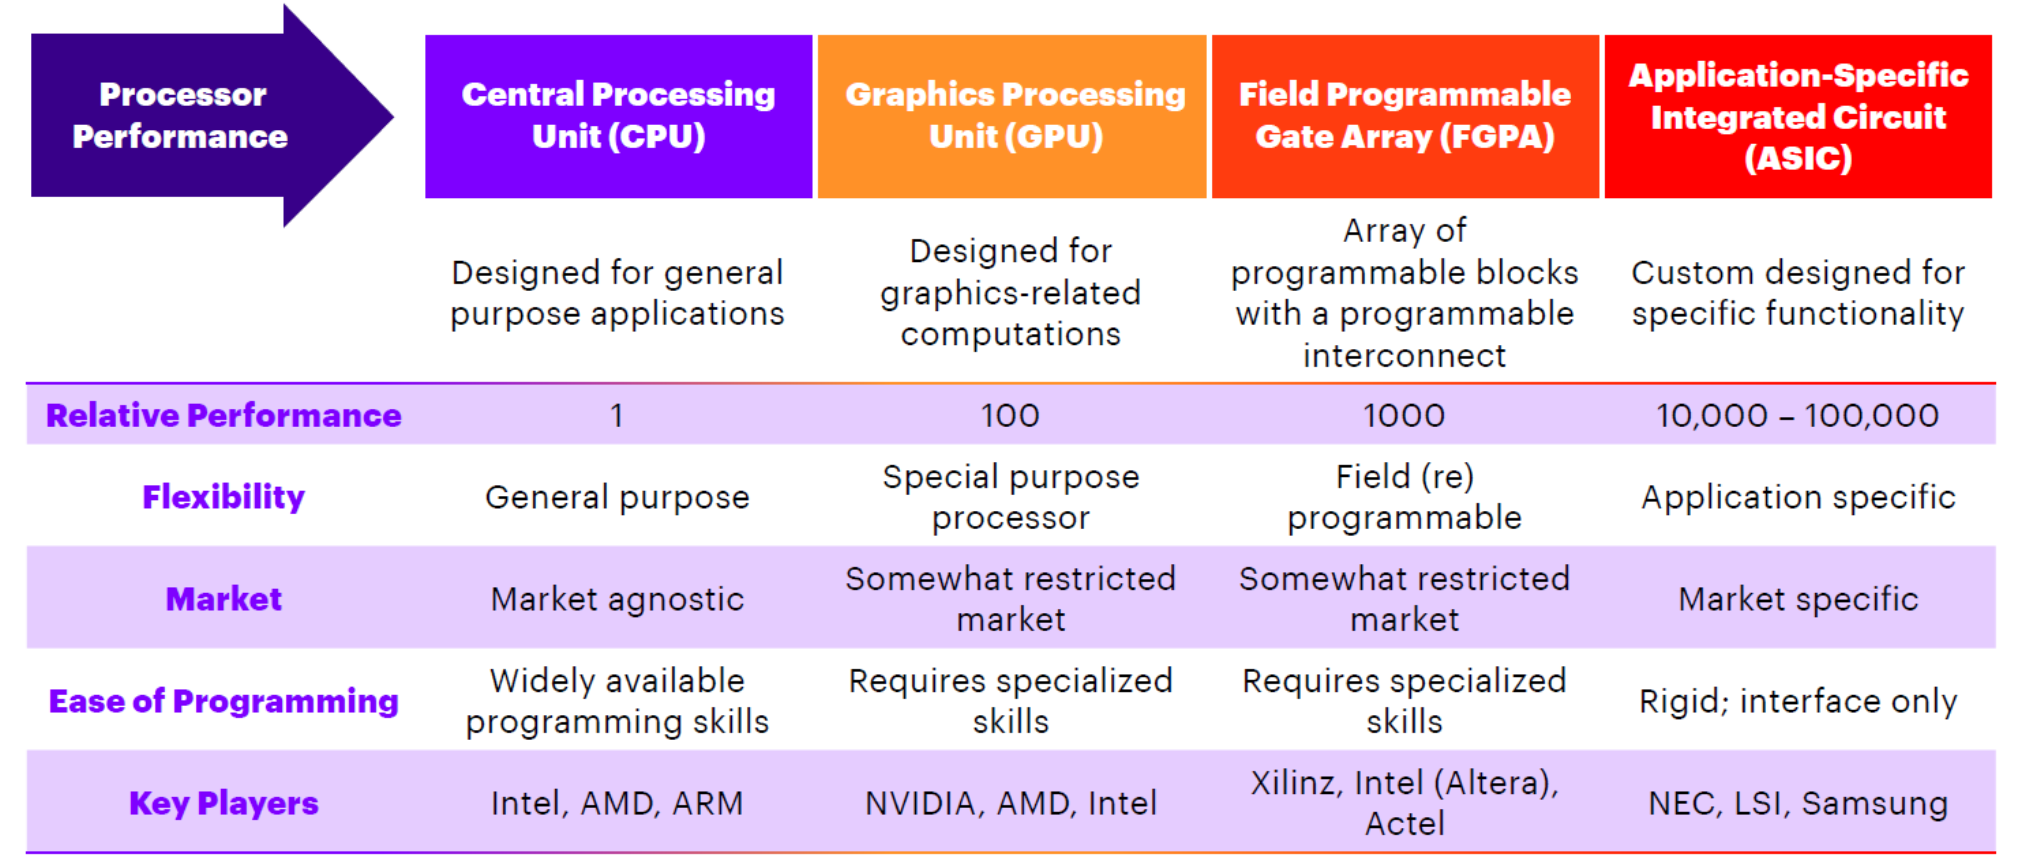 Processor
Performance
Central Processing
Unit (CPU)
Graphics Processing
Unit (GPU)
Field Programmable
Gate Array (FGPA)
Application-Specific
Integrated Circuit
(ASIC)
Designed for general
purpose applications
Designed for
graphics-related
computations
Array of
programmable blocks
with a programmable
interconnect
Custom designed for
specific functionality
Relative Performance
1
100
1000
10,000 – 100,000
Flexibility
General purpose
Special purpose
processor
Field (re)
programmable
Application specific
Market
Market agnostic
Somewhat restricted
market
Somewhat restricted
market
Market specific
Ease of Programming
Widely available
programming skills
Requires specialized
skills
Requires specialized
skills
Rigid; interface only
Key Players
Intel, AMD, ARM
NVIDIA, AMD, Intel
Xilinz, Intel (Altera),
Actel
NEC, LSI, Samsung